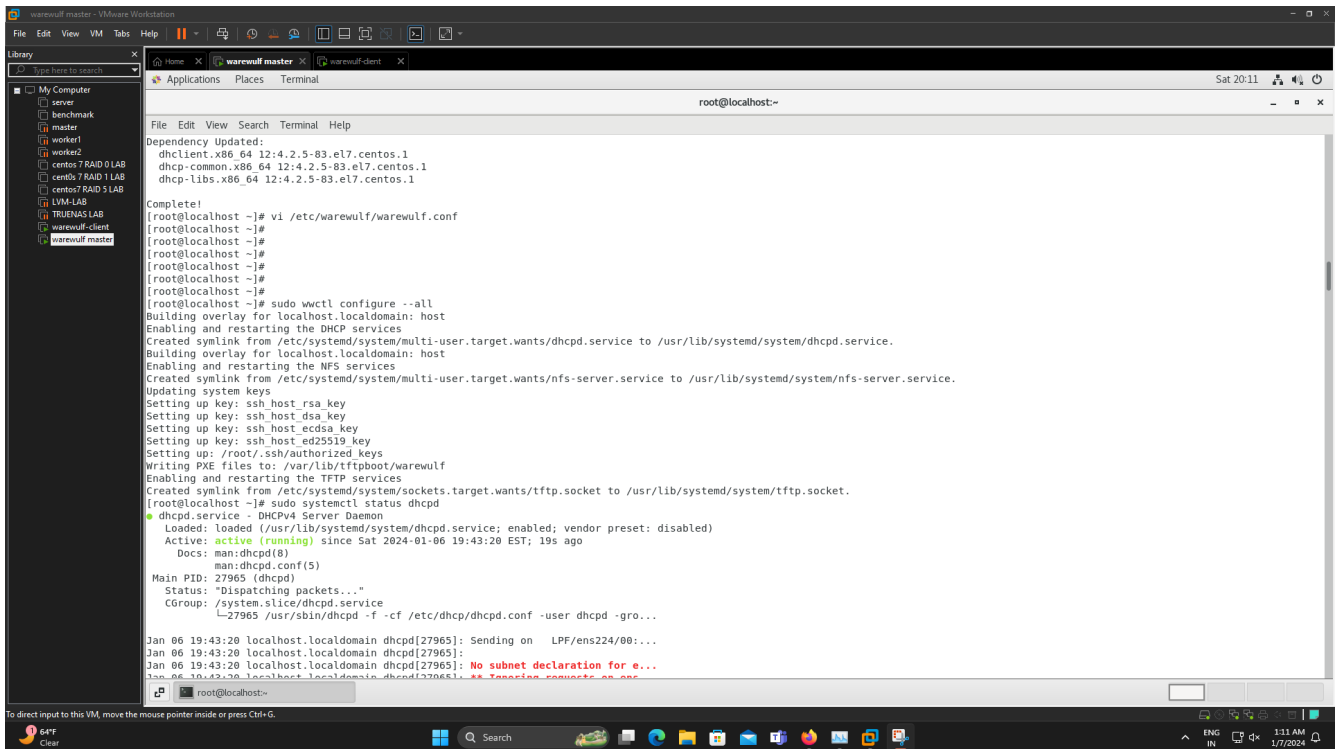 warewulf master - VMware Workstation
File Edit View VM Tabs Help
Library
Type here to search
My Computer
server
benchmark
master
worker1
worker2
centos 7 RAID 0 LAB
cent0s 7 RAID 1 LAB
centos7 RAID 5 LAB
LVM-LAB
TRUENAS LAB
warewulf-client
warewulf master
Home warewulf master warewulf-client
Applications Places Terminal Sat 20:11
root@localhost:~
File Edit View Search Terminal Help
Dependency Updated:
dhclient.x86_64 12:4.2.5-83.el7.centos.1
dhcp-common.x86_64 12:4.2.5-83.el7.centos.1
dhcp-libs.x86_64 12:4.2.5-83.el7.centos.1
Complete!
[root@localhost ~]# vi /etc/warewulf/warewulf.conf
[root@localhost ~]#
[root@localhost ~]#
[root@localhost ~]#
[root@localhost ~]#
[root@localhost ~]#
[root@localhost ~]#
[root@localhost ~]# sudo wwctl configure --all
Building overlay for localhost.localdomain: host
Enabling and restarting the DHCP services
Created symlink from /etc/systemd/system/multi-user.target.wants/dhcpd.service to /usr/lib/systemd/system/dhcpd.service.
Building overlay for localhost.localdomain: host
Enabling and restarting the NFS services
Created symlink from /etc/systemd/system/multi-user.target.wants/nfs-server.service to /usr/lib/systemd/system/nfs-server.service.
Updating system keys
Setting up key: ssh_host_rsa_key
Setting up key: ssh_host_dsa_key
Setting up key: ssh_host_ecdsa_key
Setting up key: ssh_host_ed25519_key
Setting up: /root/.ssh/authorized_keys
Writing PXE files to: /var/lib/tftpboot/warewulf
Enabling and restarting the TFTP services
Created symlink from /etc/systemd/system/sockets.target.wants/tftp.socket to /usr/lib/systemd/system/tftp.socket.
[root@localhost ~]# sudo systemctl status dhcpd
● dhcpd.service - DHCPv4 Server Daemon
Loaded: loaded (/usr/lib/systemd/system/dhcpd.service; enabled; vendor preset: disabled)
Active: active (running) since Sat 2024-01-06 19:43:20 EST; 19s ago
Docs: man:dhcpd(8)
man:dhcpd.conf(5)
Main PID: 27965 (dhcpd)
Status: "Dispatching packets..."
CGroup: /system.slice/dhcpd.service
└─27965 /usr/sbin/dhcpd -f -cf /etc/dhcp/dhcpd.conf -user dhcpd -gro...
Jan 06 19:43:20 localhost.localdomain dhcpd[27965]: Sending on LPF/ens224/00:...
Jan 06 19:43:20 localhost.localdomain dhcpd[27965]:
Jan 06 19:43:20 localhost.localdomain dhcpd[27965]: No subnet declaration for e...
Jan 06 19:43:20 localhost.localdomain dhcpd[27965]: ** Ignoring requests on ens...
root@localhost:~
To direct input to this VM, move the mouse pointer inside or press Ctrl+G.
1
64°F
Clear
Search
ENG
IN
1:11 AM
1/7/2024